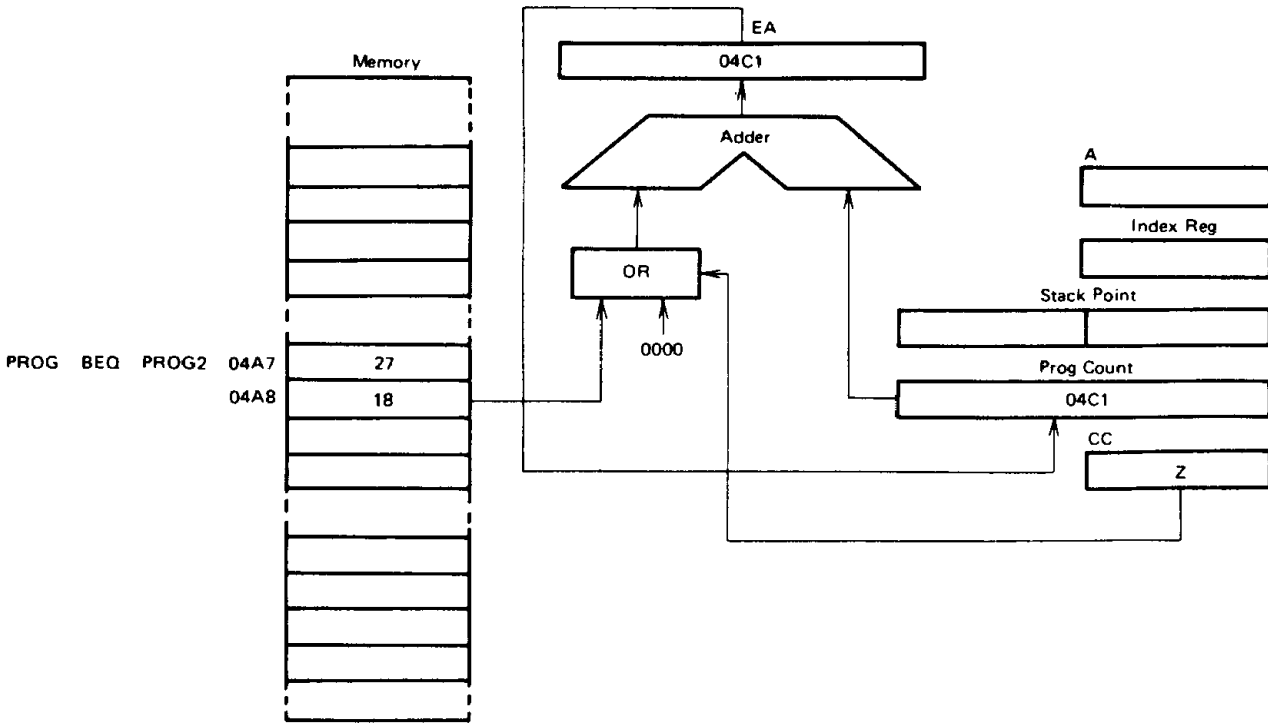 EA
04C1
Memory
Adder
A
Index Reg
OR
Stack Point
0000
PROG BEQ PROG2 04A7 27
Prog Count
04A8 18
04C1
CC
Z